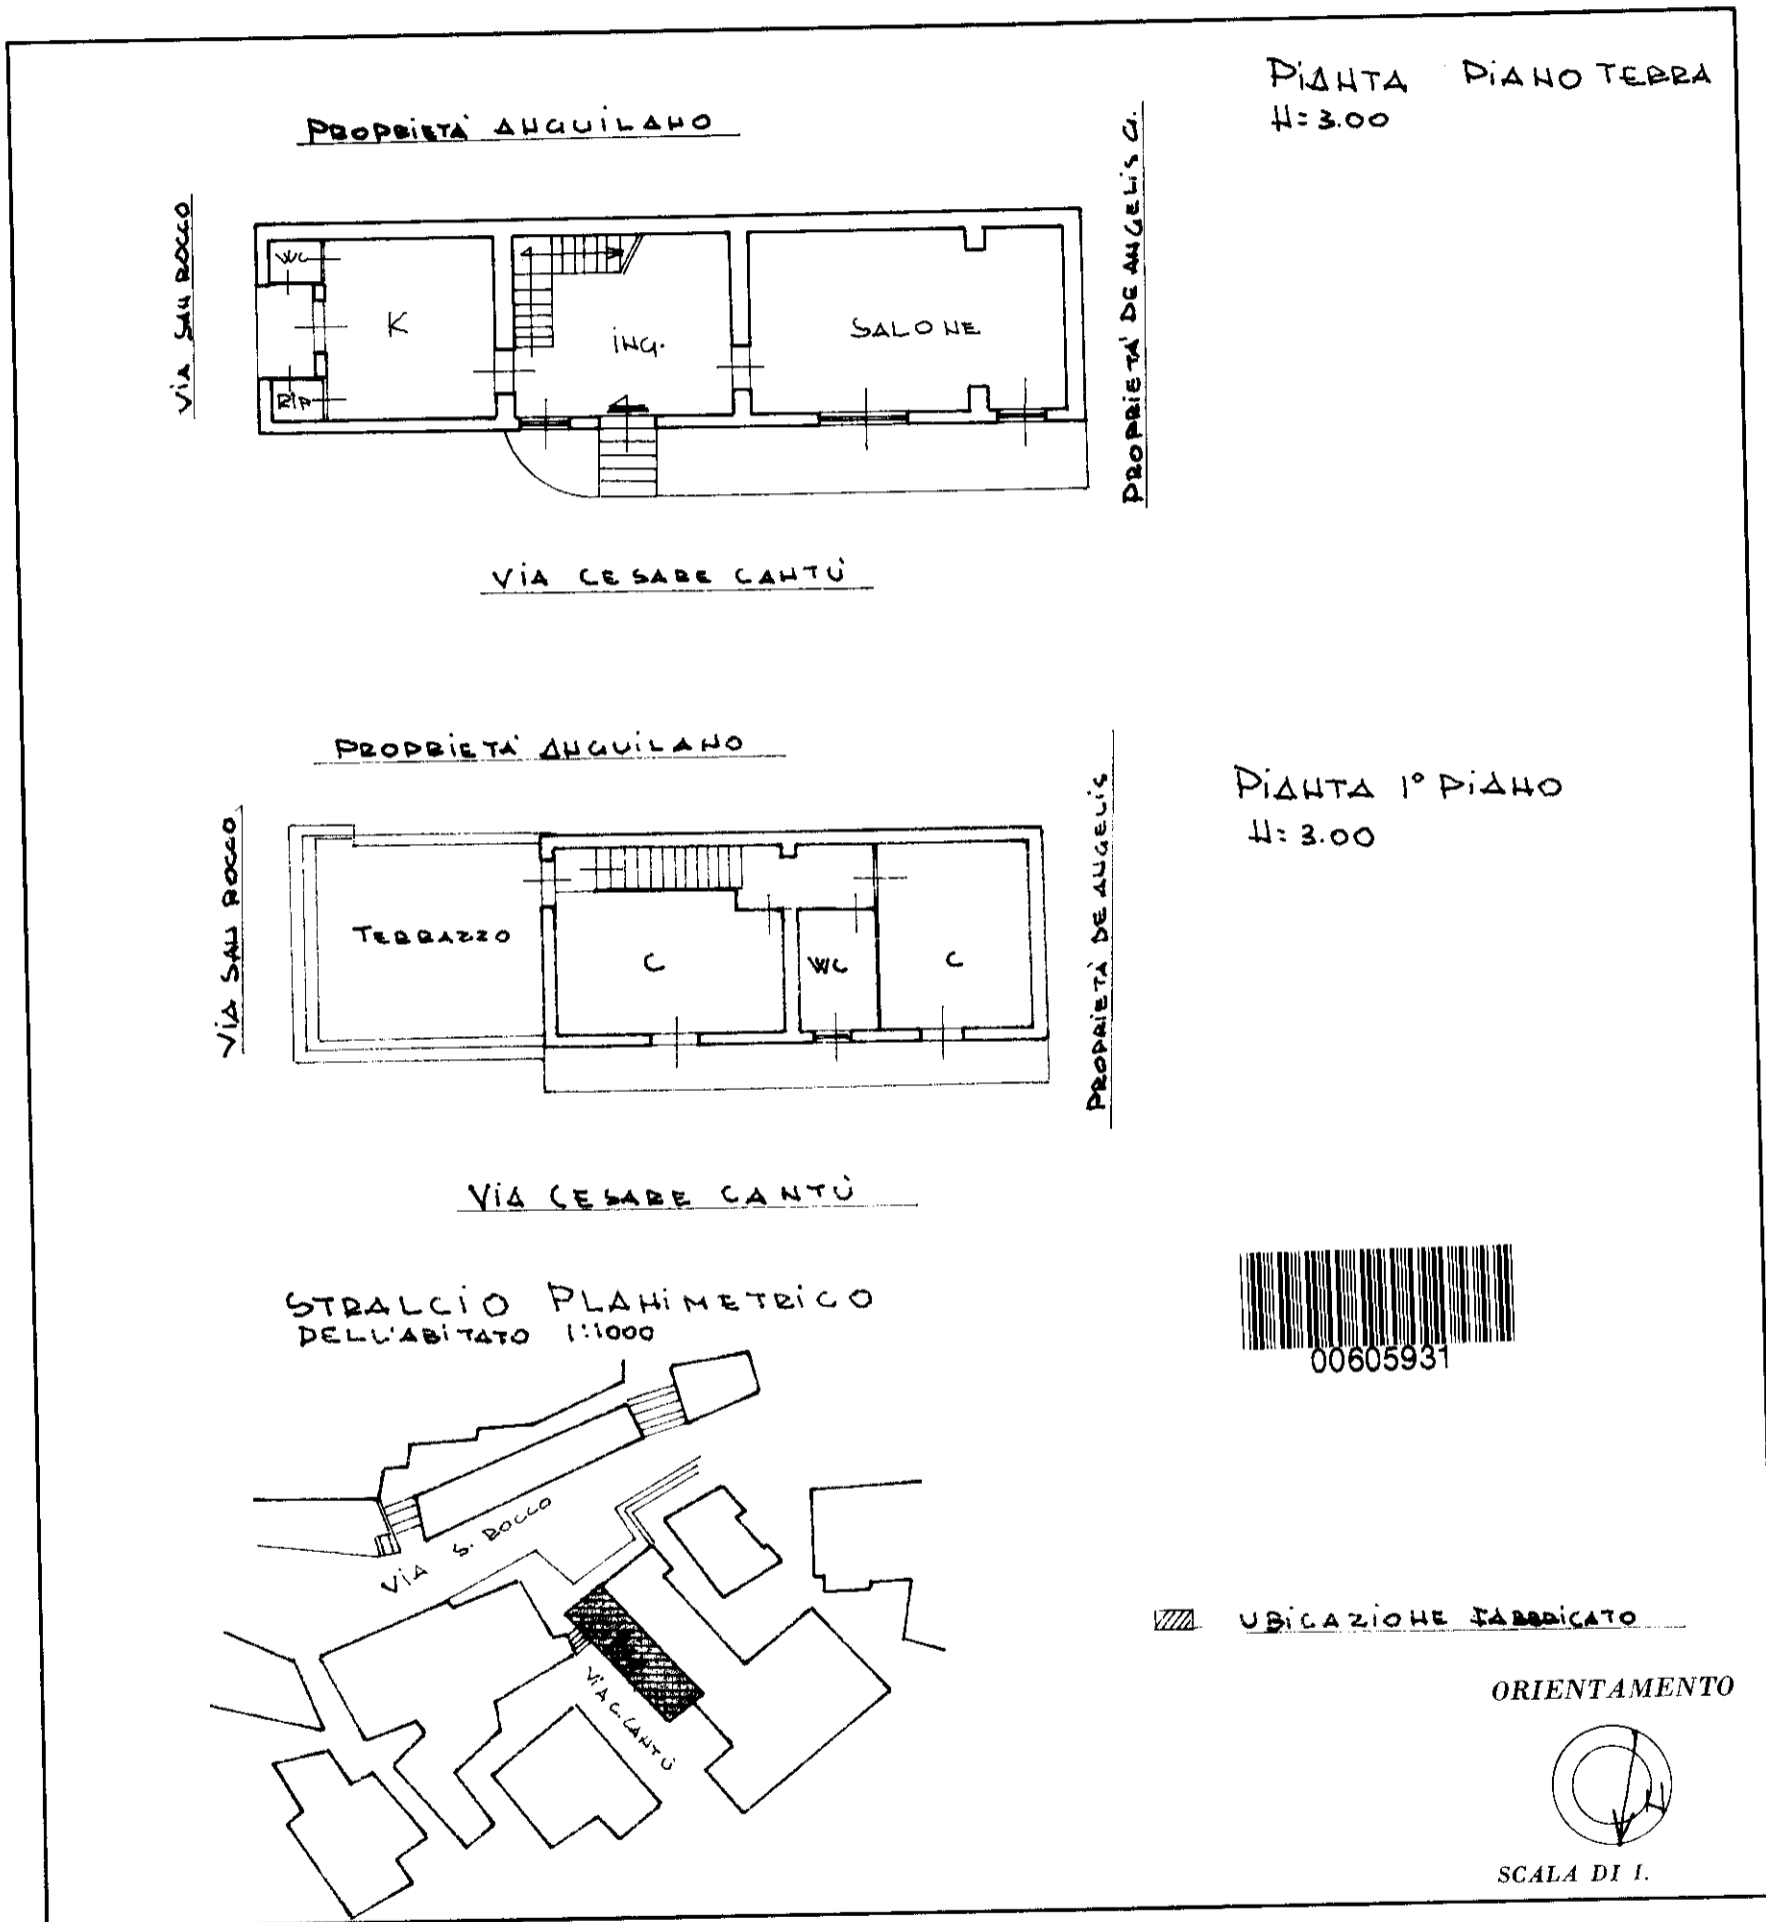 PIANTA PIANO TERRA
H=3.00
PROPRIETÀ ANGUILANO
VIA SAN ROCCO
PROPRIETÀ DE ANGELIS G.
WC
K
ING.
SALONE
RIP
VIA CESARE CANTÙ
PROPRIETÀ ANGUILANO
PIANTA 1° PIANO
H=3.00
VIA SAN ROCCO
PROPRIETÀ DE ANGELIS
TERRAZZO
C
WC
C
VIA CESARE CANTÙ
STRALCIO PLANIMETRICO
DELL'ABITATO 1:1000
00605931
VIA S. ROCCO
VIA C. CANTÙ
UBICAZIONE FABBRICATO
ORIENTAMENTO
N
SCALA DI 1.